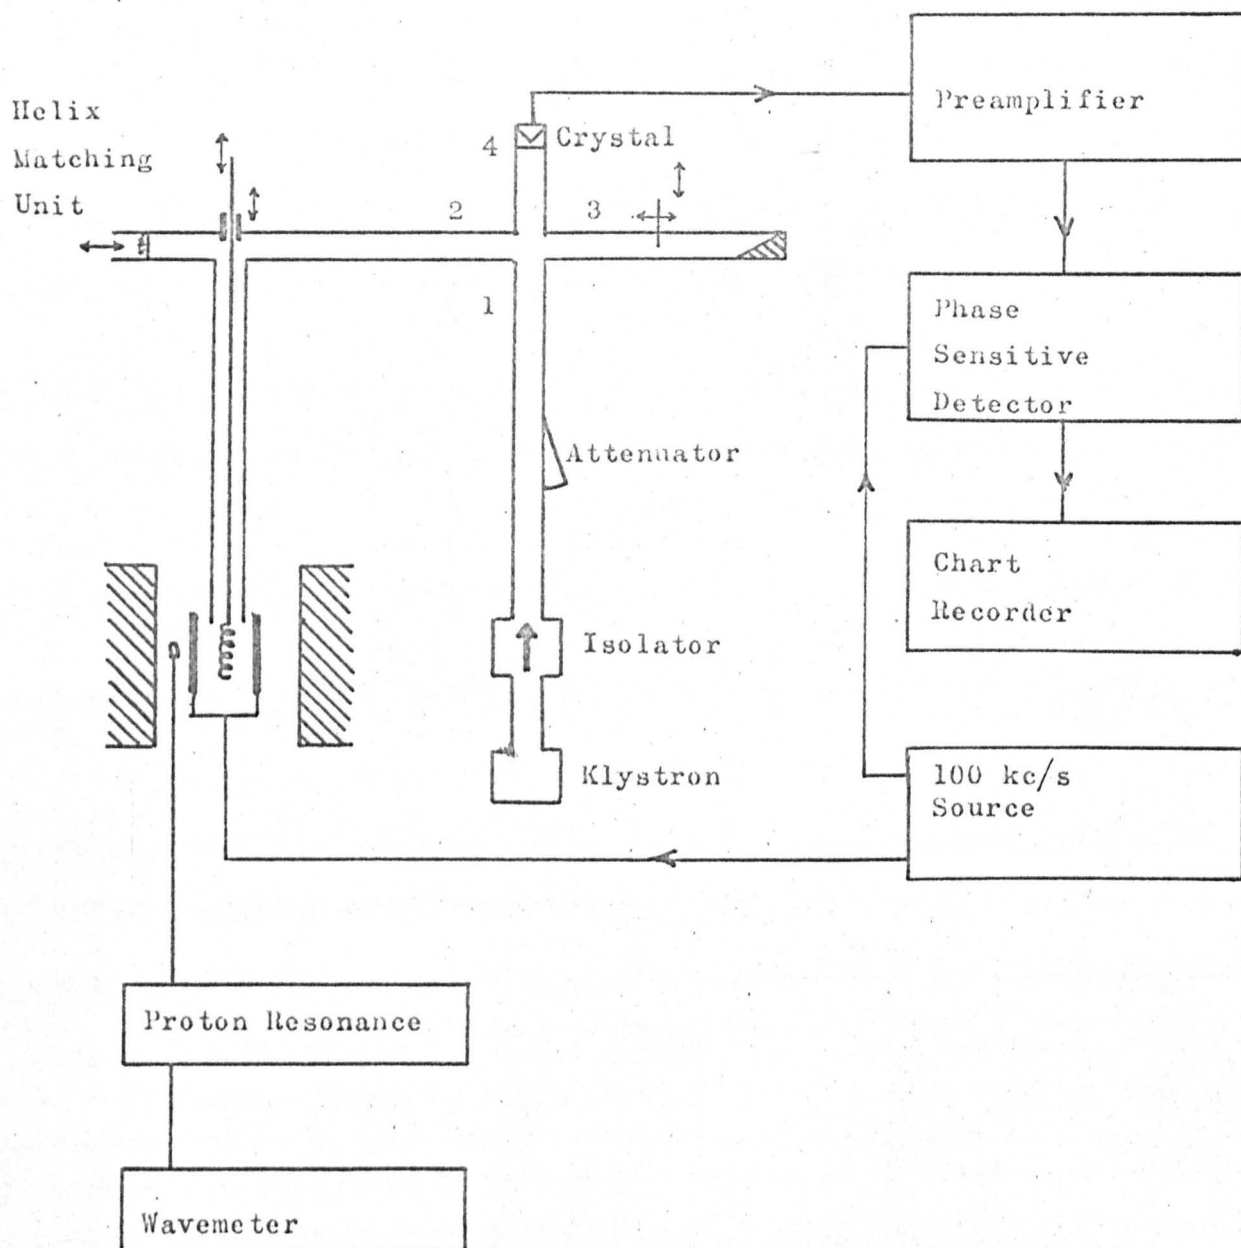 Helix
Matching
Unit
4
Crystal
2
3
1
Preamplifier
Phase
Sensitive
Detector
Attenuator
Chart
Recorder
Isolator
Klystron
100 kc/s
Source
Proton Resonance
Wavemeter